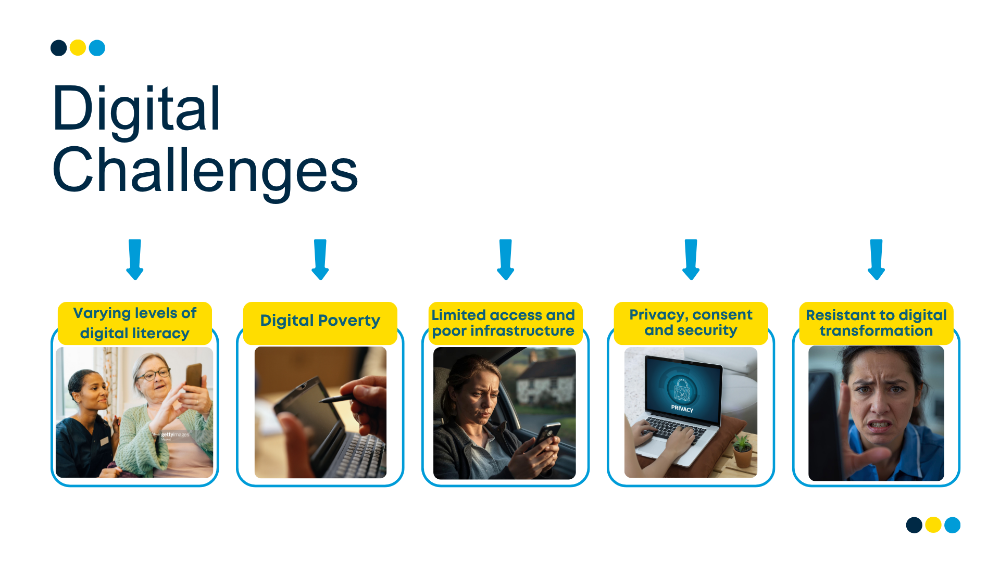 Digital
Challenges
Varying levels of
digital literacy
Digital Poverty
Limited access and
poor infrastructure
Privacy, consent
and security
Resistant to digital
transformation
gettyimages
Maskot
PRIVACY